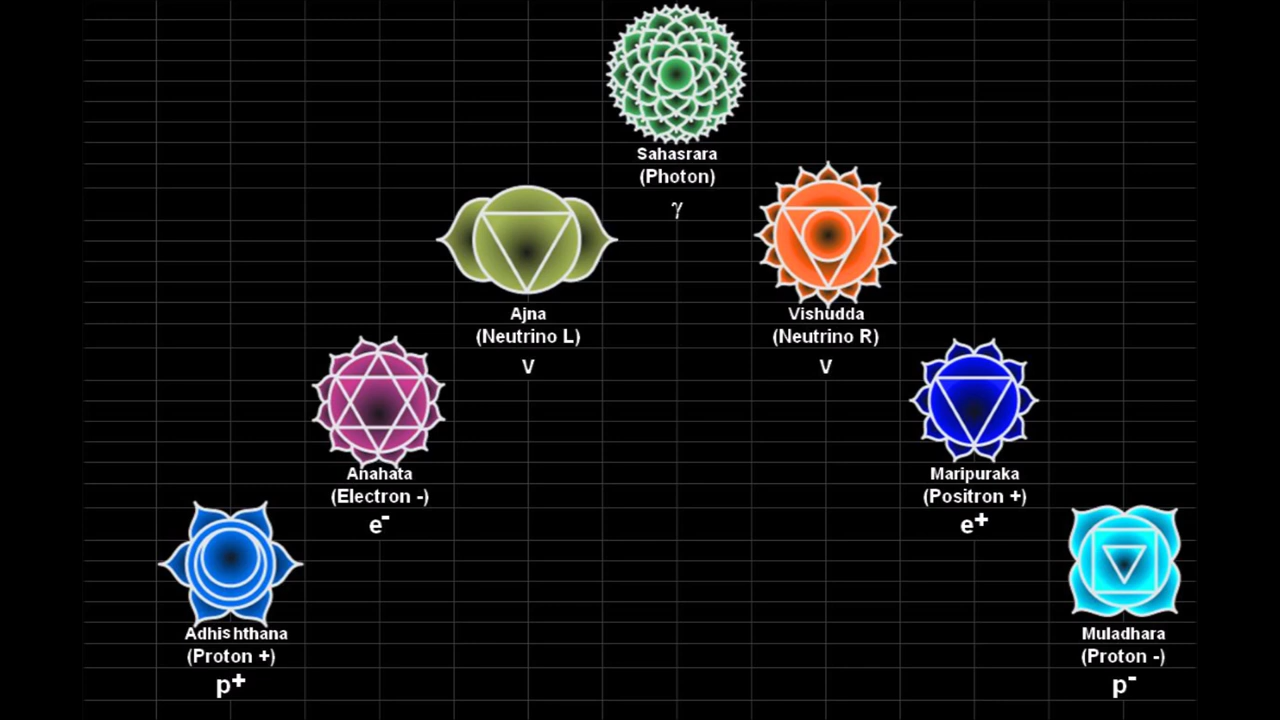 Sahasrara
(Photon)
γ
Ajna
(Neutrino L)
V
Vishudda
(Neutrino R)
V
Anahata
(Electron -)
e⁻
Maripuraka
(Positron +)
e⁺
Adhishthana
(Proton +)
p⁺
Muladhara
(Proton -)
p⁻